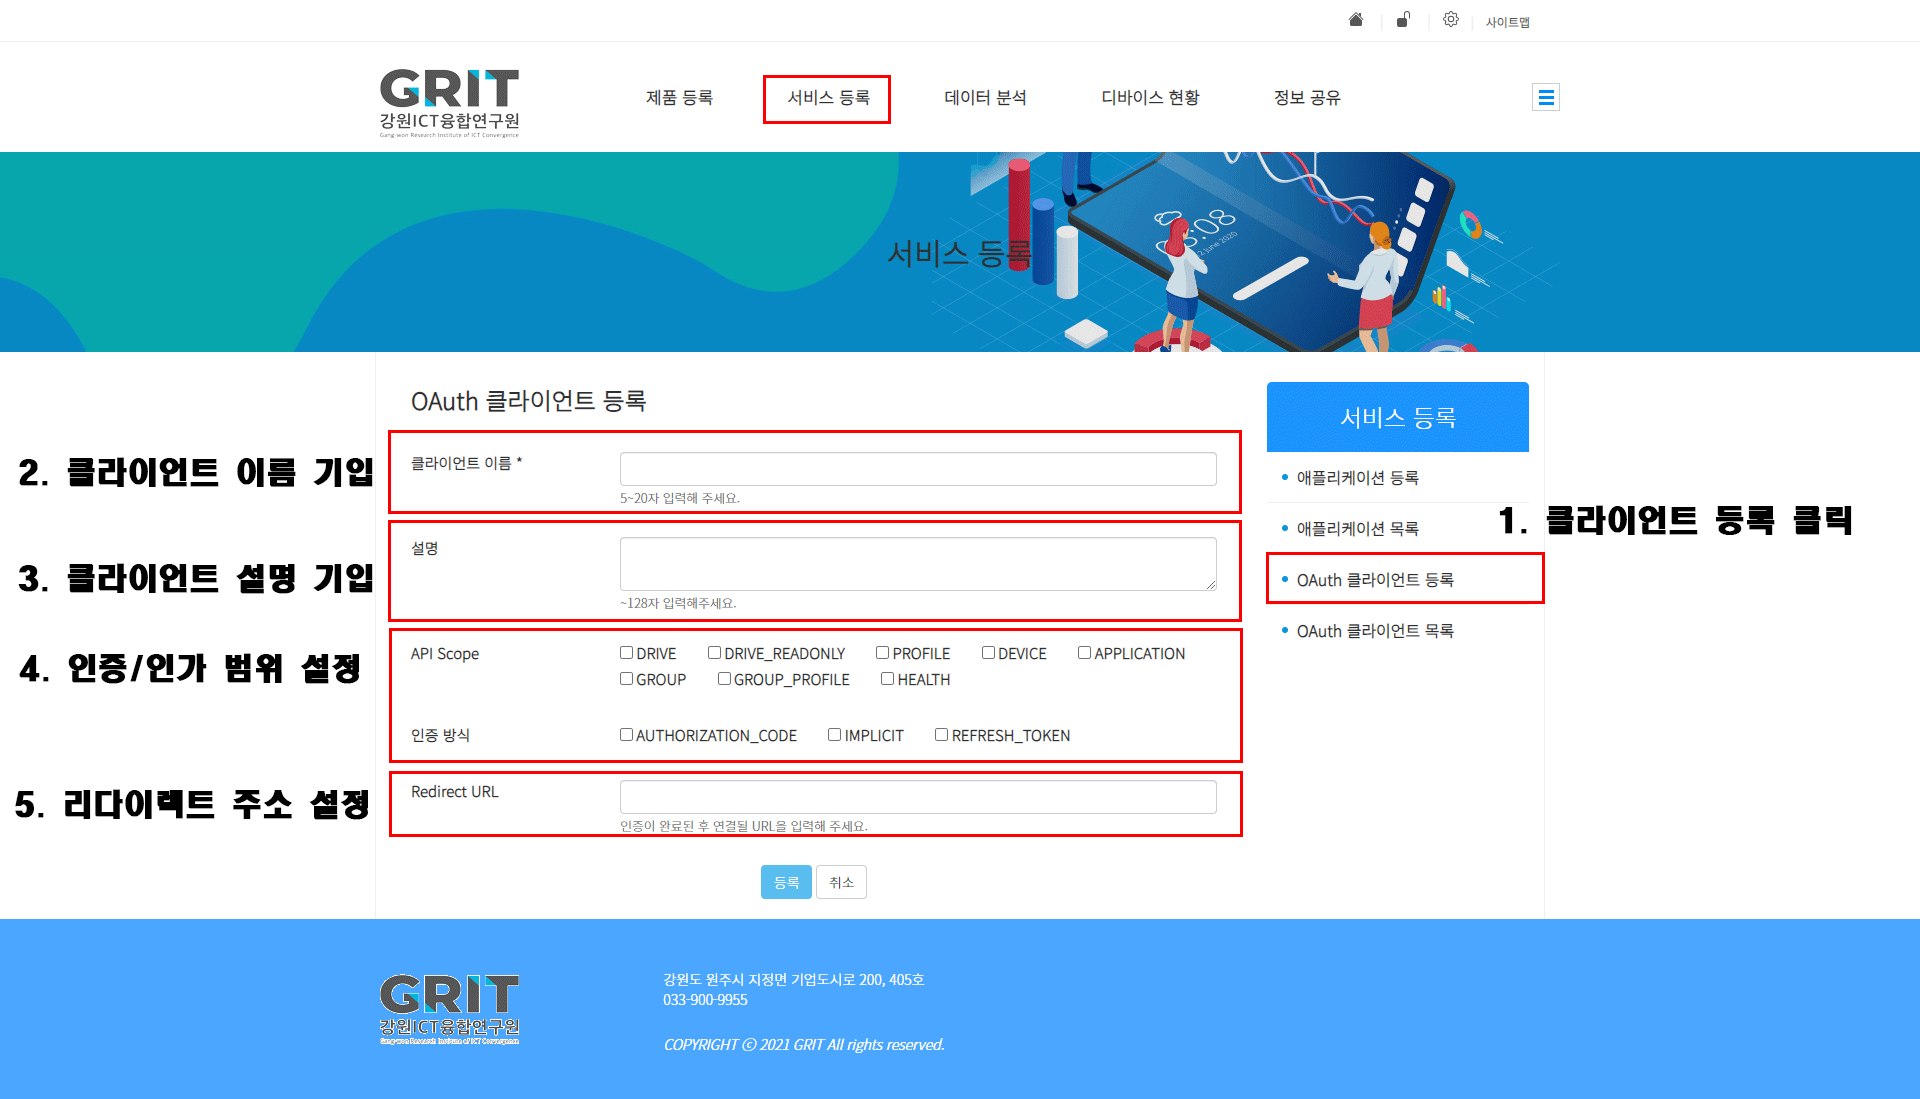 사이트맵
GRIT
강원ICT융합연구원
Gang-won Research Institute of ICT Convergence
제품 등록
서비스 등록
데이터 분석
디바이스 현황
정보 공유
서비스 등록
08
2 June 2020
OAuth 클라이언트 등록
2. 클라이언트 이름 기입
클라이언트 이름 *
5~20자 입력해 주세요.
3. 클라이언트 설명 기입
설명
~128자 입력해주세요.
4. 인증/인가 범위 설정
API Scope
DRIVE DRIVE_READONLY PROFILE DEVICE APPLICATION
GROUP GROUP_PROFILE HEALTH
인증 방식
AUTHORIZATION_CODE IMPLICIT REFRESH_TOKEN
5. 리다이렉트 주소 설정
Redirect URL
인증이 완료된 후 연결될 URL을 입력해 주세요.
등록
취소
서비스 등록
애플리케이션 등록
애플리케이션 목록
1. 클라이언트 등록 클릭
OAuth 클라이언트 등록
OAuth 클라이언트 목록
GRIT
강원ICT융합연구원
Gang-won Research Institute of ICT Convergence
강원도 원주시 지정면 기업도시로 200, 405호
033-900-9955
COPYRIGHT ⓒ 2021 GRIT All rights reserved.